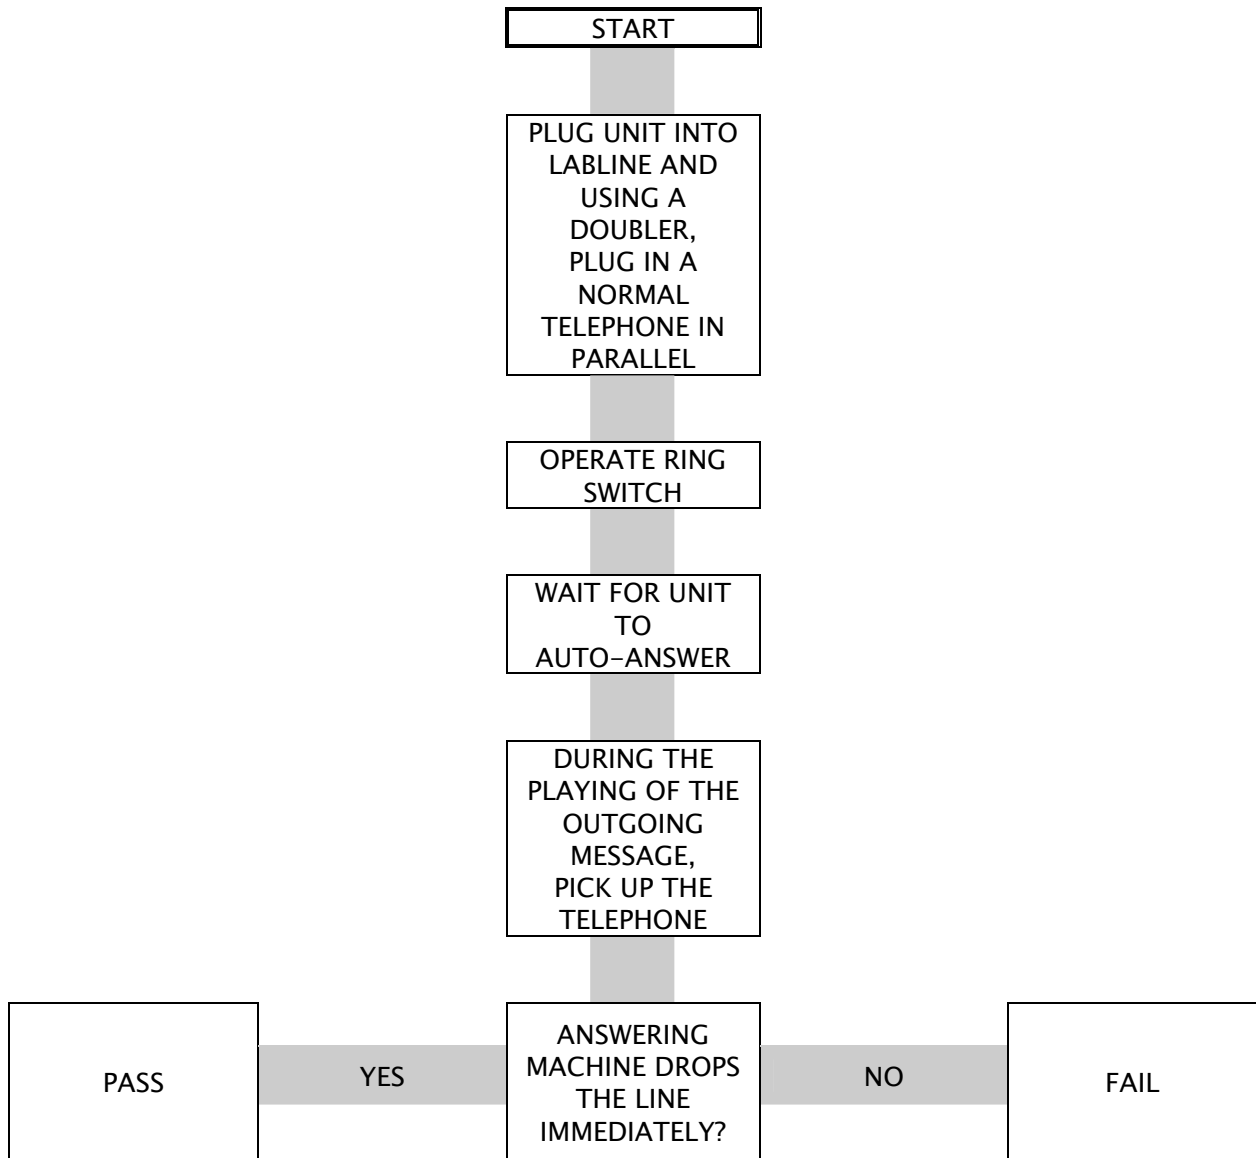 START
PLUG UNIT INTO
LABLINE AND
USING A
DOUBLER,
PLUG IN A
NORMAL
TELEPHONE IN
PARALLEL
OPERATE RING
SWITCH
WAIT FOR UNIT
TO
AUTO-ANSWER
DURING THE
PLAYING OF THE
OUTGOING
MESSAGE,
PICK UP THE
TELEPHONE
PASS
YES
ANSWERING
MACHINE DROPS
THE LINE
IMMEDIATELY?
NO
FAIL